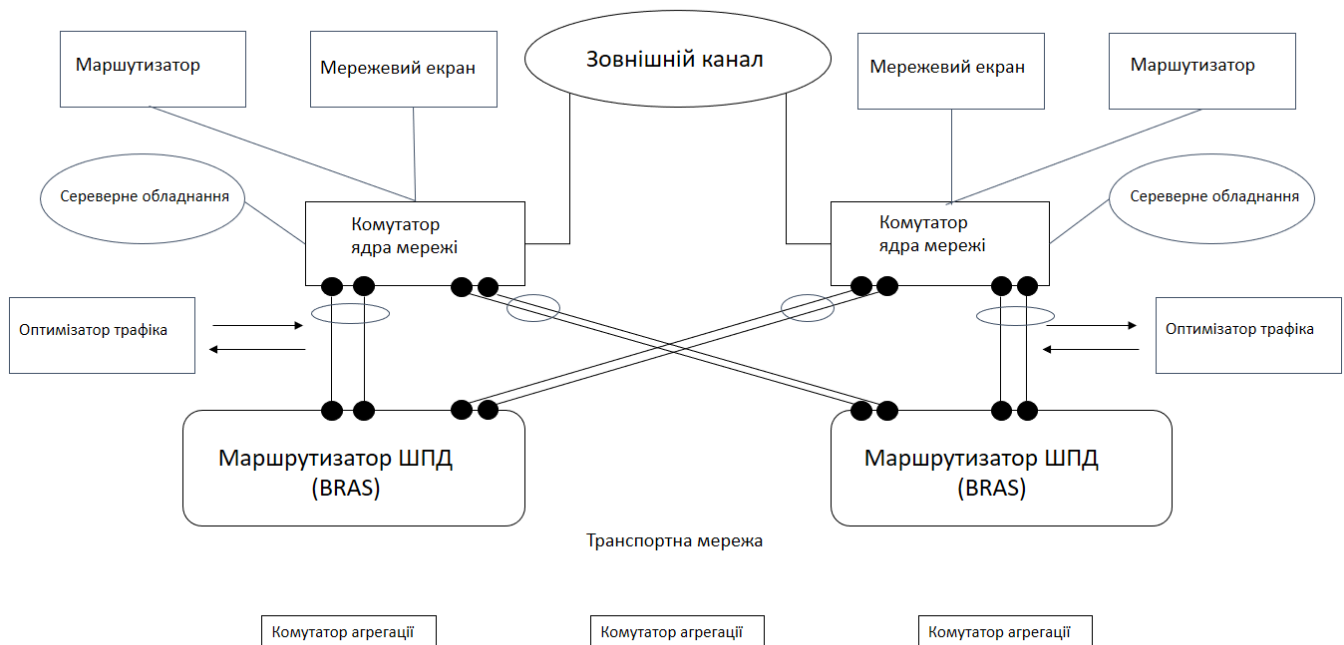 Маршутизатор
Мережевий екран
Зовнішній канал
Мережевий екран
Маршутизатор
Сереверне обладнання
Комутатор
ядра мережі
Комутатор
ядра мережі
Сереверне обладнання
Оптимізатор трафіка
Оптимізатор трафіка
Маршрутизатор ШПД
(BRAS)
Маршрутизатор ШПД
(BRAS)
Транспортна мережа
Комутатор агрегації
Комутатор агрегації
Комутатор агрегації